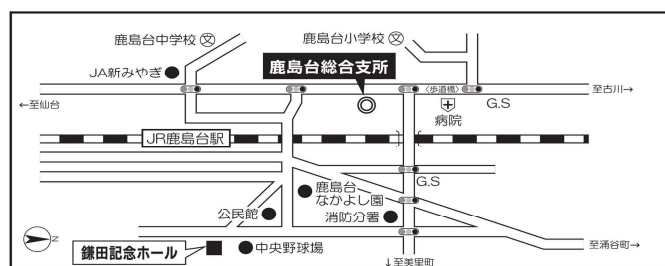 鹿島台中学校 文
鹿島台小学校 文
JA新みやぎ
鹿島台総合支所
〈歩道橋〉
G.S
←至仙台
至古川→
病院
JR鹿島台駅
G.S
鹿島台
なかよし園
公民館
消防分署
N
鎌田記念ホール
中央野球場
至涌谷町→
↓至美里町